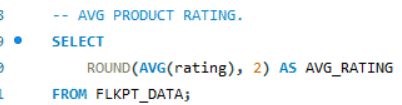 -- AVG PRODUCT RATING.
SELECT
ROUND(AVG(rating), 2) AS AVG_RATING
FROM FLKPT_DATA;